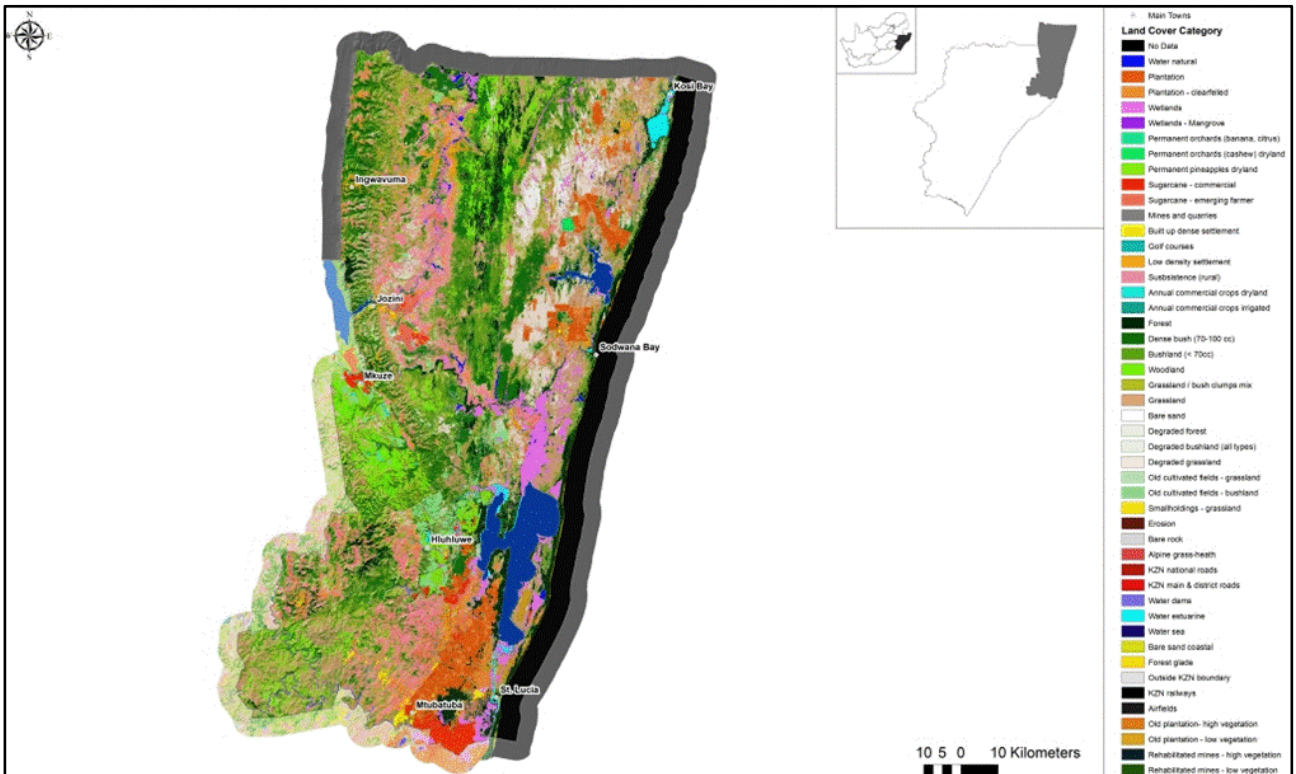 N
W
E
S
Kosi Bay
Ingwavuma
Jozini
Sodwana Bay
Mkuze
Hluhluwe
St. Lucia
Mtubatuba
10 5 0 10 Kilometers
Main Towns
Land Cover Category
No Data
Water natural
Plantation
Plantation - clearfelled
Wetlands
Wetlands - Mangrove
Permanent orchards (banana, citrus)
Permanent orchards (cashew) dryland
Permanent pineapples dryland
Sugarcane - commercial
Sugarcane - emerging farmer
Mines and quarries
Built up dense settlement
Golf courses
Low density settlement
Susbsistence (rural)
Annual commercial crops dryland
Annual commercial crops irrigated
Forest
Dense bush (70-100 cc)
Bushland (< 70cc)
Woodland
Grassland / bush clumps mix
Grassland
Bare sand
Degraded forest
Degraded bushland (all types)
Degraded grassland
Old cultivated fields - grassland
Old cultivated fields - bushland
Smallholdings - grassland
Erosion
Bare rock
Alpine grass-heath
KZN national roads
KZN main & district roads
Water dams
Water estuarine
Water sea
Bare sand coastal
Forest glade
Outside KZN boundary
KZN railways
Airfields
Old plantation- high vegetation
Old plantation - low vegetation
Rehabilitated mines - high vegetation
Rehabilitated mines - low vegetation